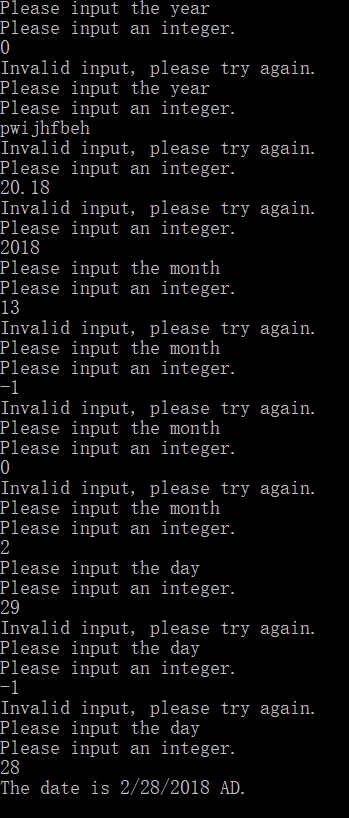 Please input the year
Please input an integer.
0
Invalid input, please try again.
Please input the year
Please input an integer.
pwijhfbeh
Invalid input, please try again.
Please input an integer.
20.18
Invalid input, please try again.
Please input an integer.
2018
Please input the month
Please input an integer.
13
Invalid input, please try again.
Please input the month
Please input an integer.
-1
Invalid input, please try again.
Please input the month
Please input an integer.
0
Invalid input, please try again.
Please input the month
Please input an integer.
2
Please input the day
Please input an integer.
29
Invalid input, please try again.
Please input the day
Please input an integer.
-1
Invalid input, please try again.
Please input the day
Please input an integer.
28
The date is 2/28/2018 AD.